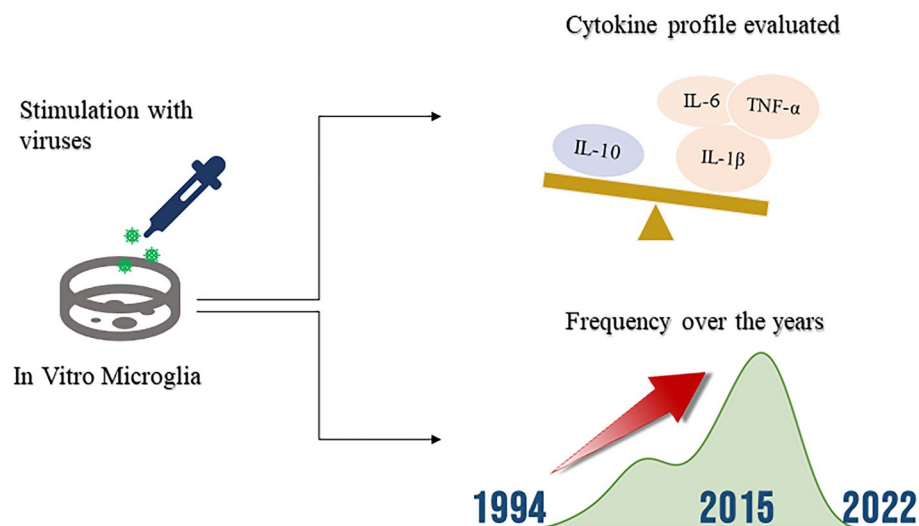 Cytokine profile evaluated
Stimulation with
viruses
IL-6
TNF-α
IL-10
IL-1β
In Vitro Microglia
Frequency over the years
1994
2015
2022